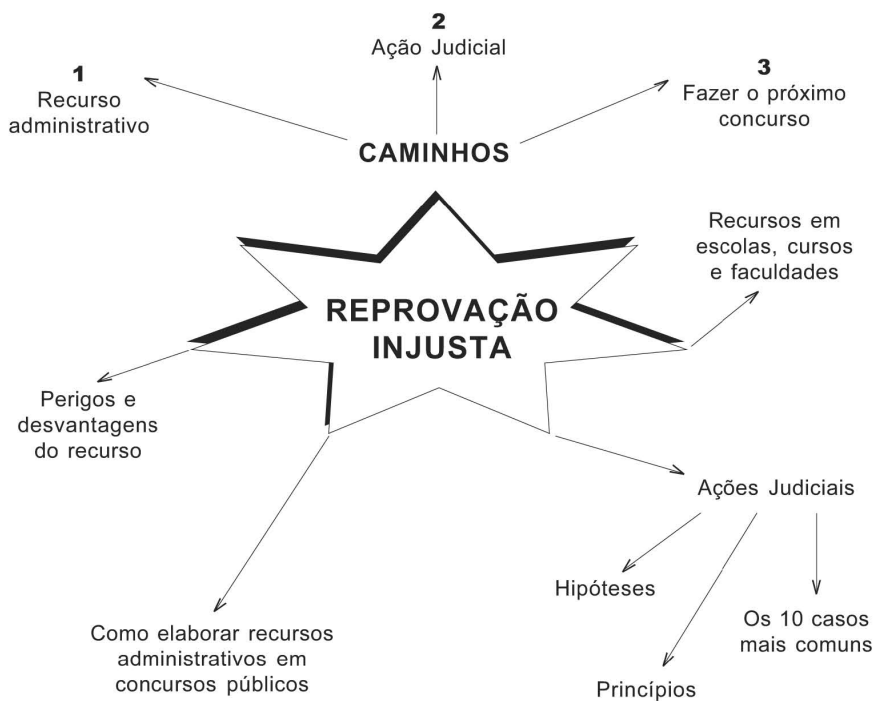 2
Ação Judicial
1
Recurso
administrativo
3
Fazer o próximo
concurso
CAMINHOS
Recursos em
escolas, cursos
e faculdades
REPROVAÇÃO
INJUSTA
Perigos e
desvantagens
do recurso
Ações Judiciais
Hipóteses
Os 10 casos
mais comuns
Como elaborar recursos
administrativos em
concursos públicos
Princípios